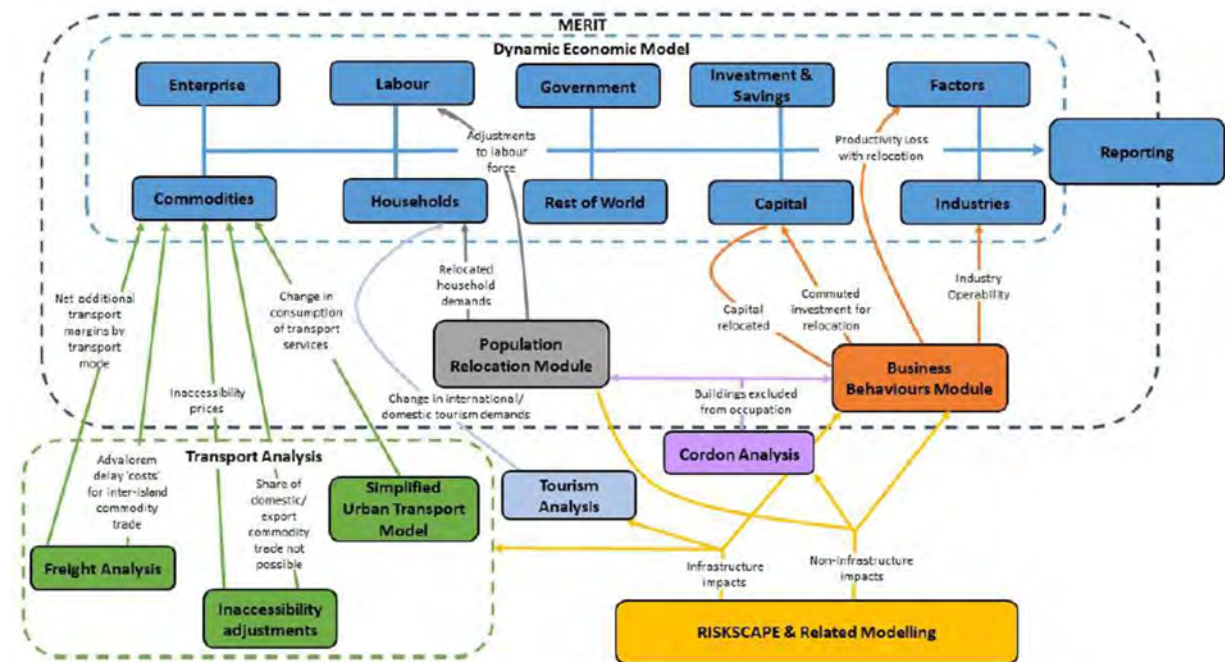 MERIT
Dynamic Economic Model
Enterprise
Labour
Government
Investment &
Savings
Factors
Adjustments
to labour
force
Productivity Loss
with relocation
Reporting
Commodities
Households
Rest of World
Capital
Industries
Net additional
transport
margins by
transport
mode
Change in
consumption
of transport
services
Relocated
household
demands
Capital
relocated
Commuted
investment for
relocation
Industry
Operability
Population
Relocation Module
Business
Behaviours Module
Inaccessibility
prices
Change in international/
domestic tourism demands
Buildings excluded
from occupation
Cordon Analysis
Transport Analysis
Advalorem
delay 'costs'
for inter-island
commodity
trade
Share of
domestic/
export
commodity
trade not
possible
Simplified
Urban Transport
Model
Tourism
Analysis
Freight Analysis
Inaccessibility
adjustments
Infrastructure
impacts
Non-infrastructure
impacts
RISKSCAPE & Related Modelling